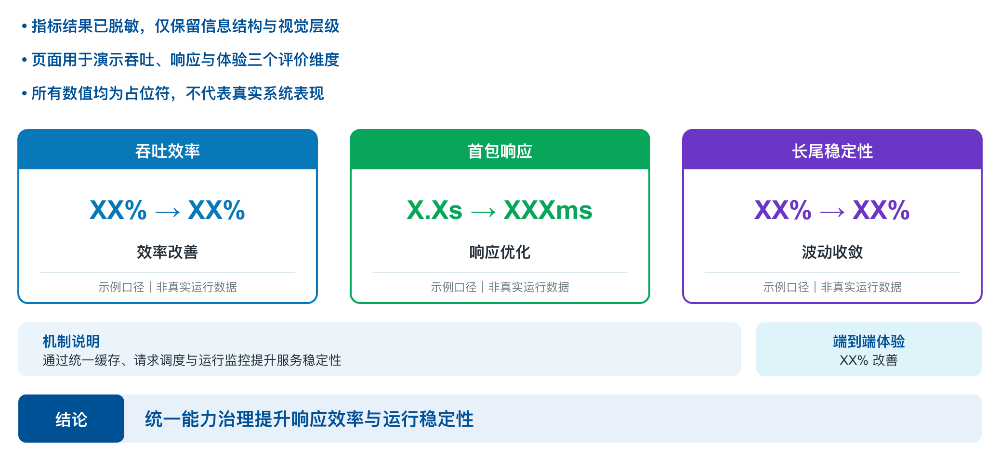 • 指标结果已脱敏，仅保留信息结构与视觉层级
• 页面用于演示吞吐、响应与体验三个评价维度
• 所有数值均为占位符，不代表真实系统表现
吞吐效率
XX% → XX%
效率改善
示例口径｜非真实运行数据
首包响应
X.Xs → XXXms
响应优化
示例口径｜非真实运行数据
长尾稳定性
XX% → XX%
波动收敛
示例口径｜非真实运行数据
机制说明
通过统一缓存、请求调度与运行监控提升服务稳定性
端到端体验
XX% 改善
结论
统一能力治理提升响应效率与运行稳定性